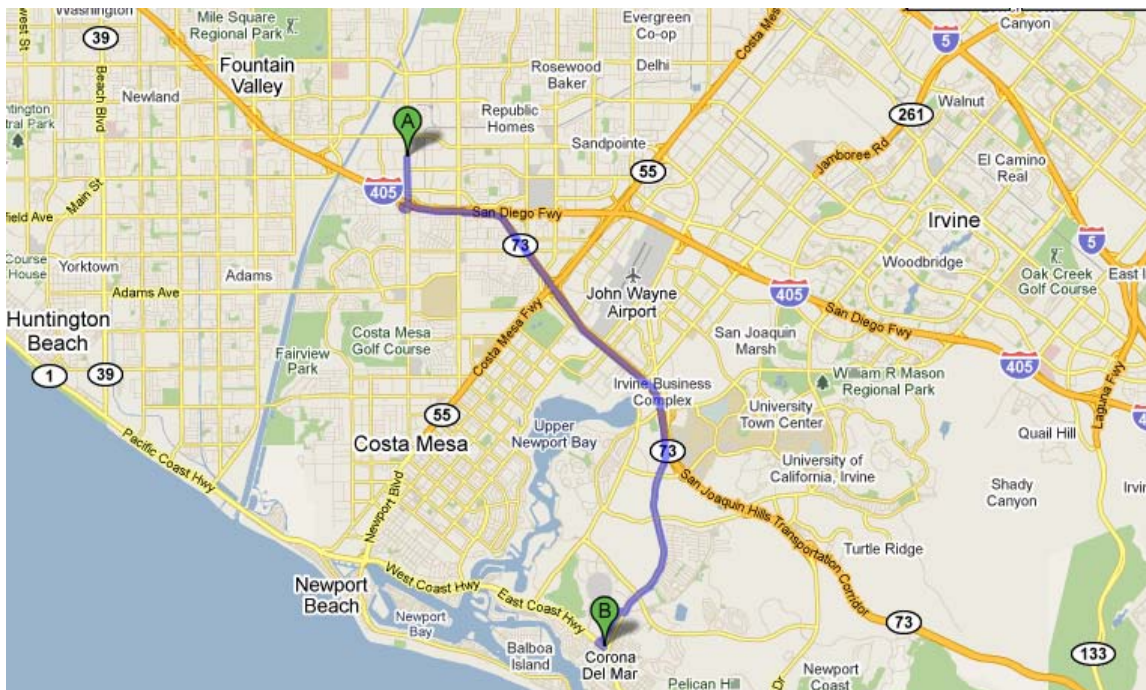 Washington
Mile Square
Regional Park
Evergreen
Co-op
Canyon
39
5
Costa Mesa
Fountain
Valley
Rosewood
Baker
Delhi
Beach Blvd
Newland
Republic
Homes
Walnut
261
A
Sandpointe
Jamboree Rd
El Camino
Real
55
Main St
405
San Diego Fwy
Irvine
73
5
Yorktown
Adams
Woodbridge
Oak Creek
Golf Course
Adams Ave
John Wayne
Airport
405
San Diego Fwy
Huntington
Beach
Costa Mesa Fwy
Costa Mesa
Golf Course
San Joaquin
Marsh
Fairview
Park
405
1
39
William R Mason
Regional Park
Irvine Business
Complex
Laguna Fwy
55
University
Town Center
Costa Mesa
Upper
Newport Bay
Quail Hill
Pacific Coast Hwy
73
University of
California, Irvine
San Joaquin Hills Transportation Corridor
Shady
Canyon
Newport Blvd
Turtle Ridge
West Coast Hwy
Newport
Beach
East Coast Hwy
B
73
Newport
Bay
Balboa
Island
Corona
Del Mar
133
Newport
Coast
Pelican Hill
Dr